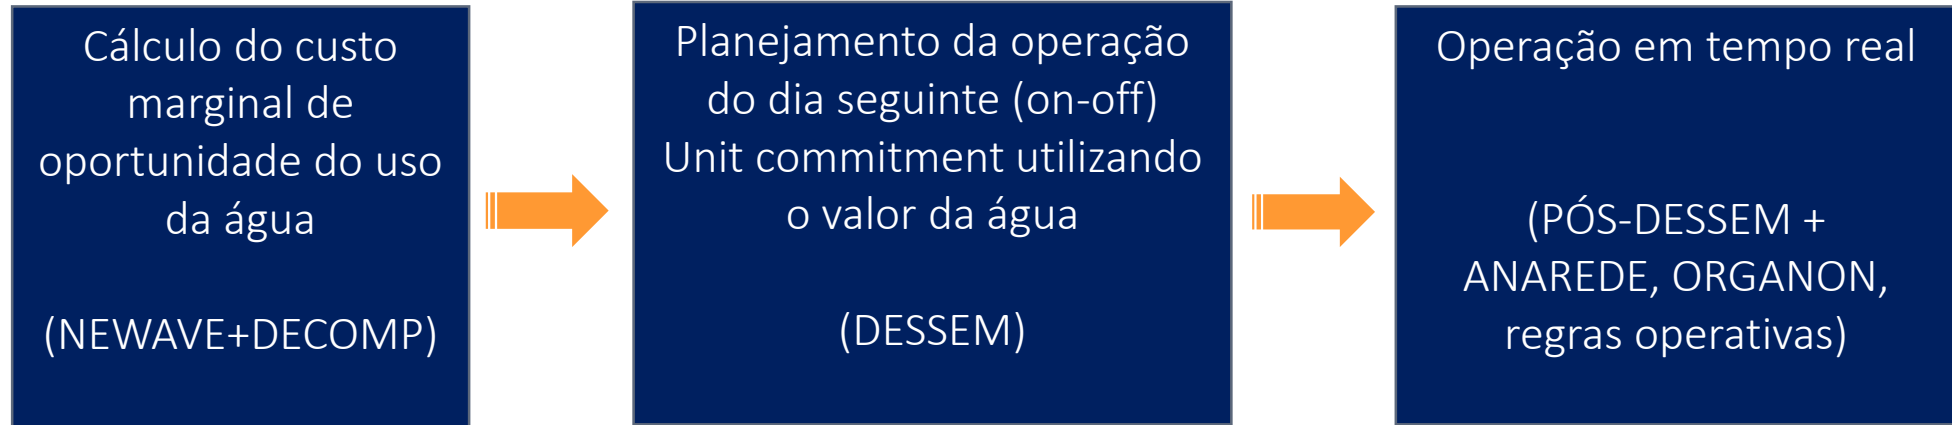 Cálculo do custo
marginal de
oportunidade do uso
da água
(NEWAVE+DECOMP)
Planejamento da operação
do dia seguinte (on-off)
Unit commitment utilizando
o valor da água
(DESSEM)
Operação em tempo real
(PÓS-DESSEM +
ANAREDE, ORGANON,
regras operativas)